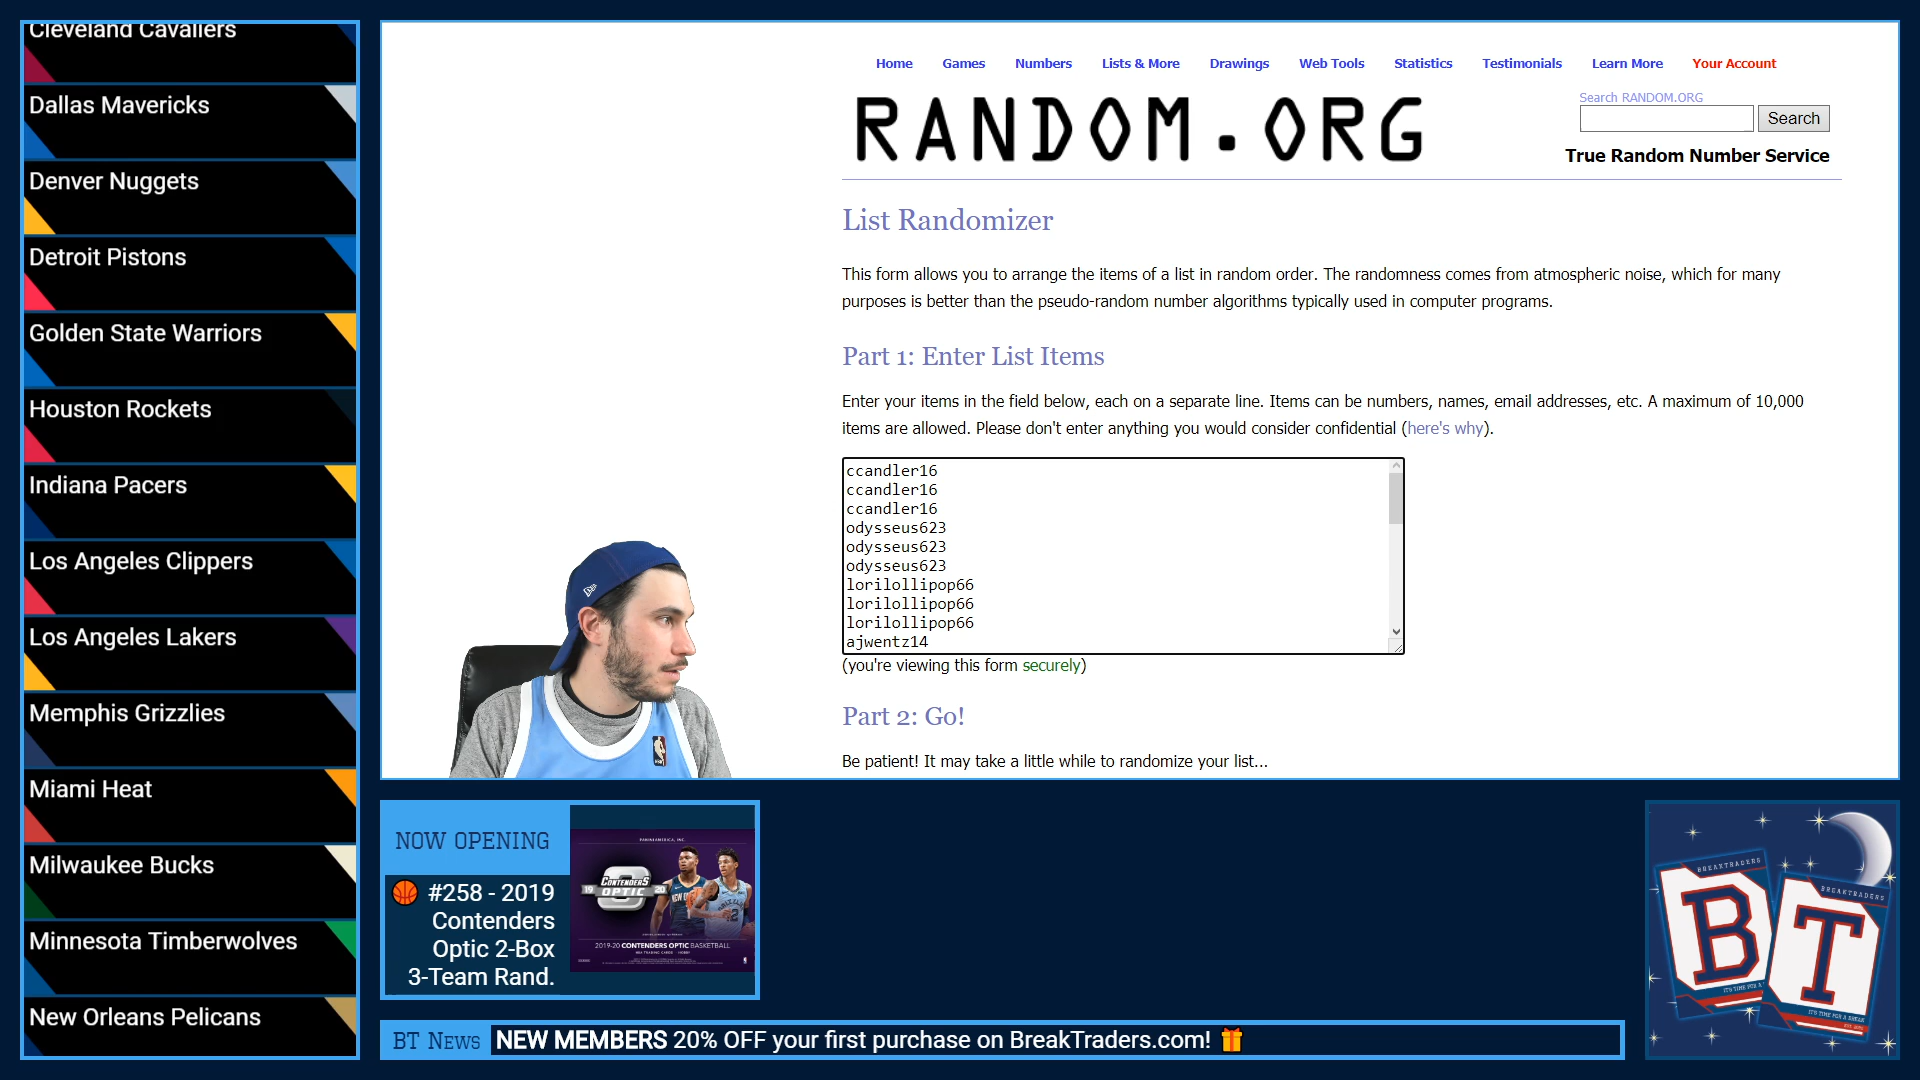 Cleveland Cavaliers
Dallas Mavericks
Denver Nuggets
Detroit Pistons
Golden State Warriors
Houston Rockets
Indiana Pacers
Los Angeles Clippers
Los Angeles Lakers
Memphis Grizzlies
Miami Heat
Milwaukee Bucks
Minnesota Timberwolves
New Orleans Pelicans
Home Games Numbers Lists & More Drawings Web Tools Statistics Testimonials Learn More Your Account
RANDOM.ORG
Search RANDOM.ORG
Search
True Random Number Service
List Randomizer
This form allows you to arrange the items of a list in random order. The randomness comes from atmospheric noise, which for many
purposes is better than the pseudo-random number algorithms typically used in computer programs.
Part 1: Enter List Items
Enter your items in the field below, each on a separate line. Items can be numbers, names, email addresses, etc. A maximum of 10,000
items are allowed. Please don't enter anything you would consider confidential (here's why).
ccandler16
ccandler16
ccandler16
odysseus623
odysseus623
odysseus623
lorilollipop66
lorilollipop66
lorilollipop66
ajwentz14
(you're viewing this form securely)
Part 2: Go!
Be patient! It may take a little while to randomize your list...
NOW OPENING
#258 - 2019
Contenders
Optic 2-Box
3-Team Rand.
PANINI AMERICA, INC.
19 CONTENDERS 20
OPTIC
2019-20 CONTENDERS OPTIC BASKETBALL
BREAKTRADERS
B
BREAKTRADERS
T
IT'S TIME FOR A BREAK
BT News NEW MEMBERS 20% OFF your first purchase on BreakTraders.com!